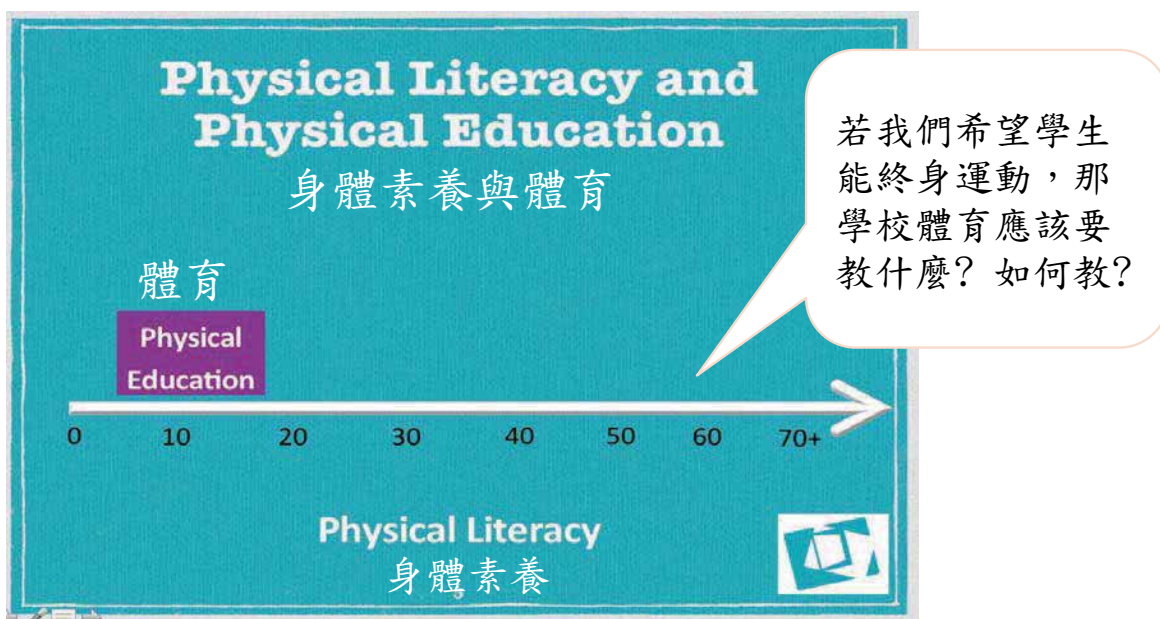 Physical Literacy and
Physical Education
身體素養與體育
若我們希望學生
能終身運動，那
學校體育應該要
教什麼? 如何教?
體育
Physical
Education
0 10 20 30 40 50 60 70+
Physical Literacy
身體素養